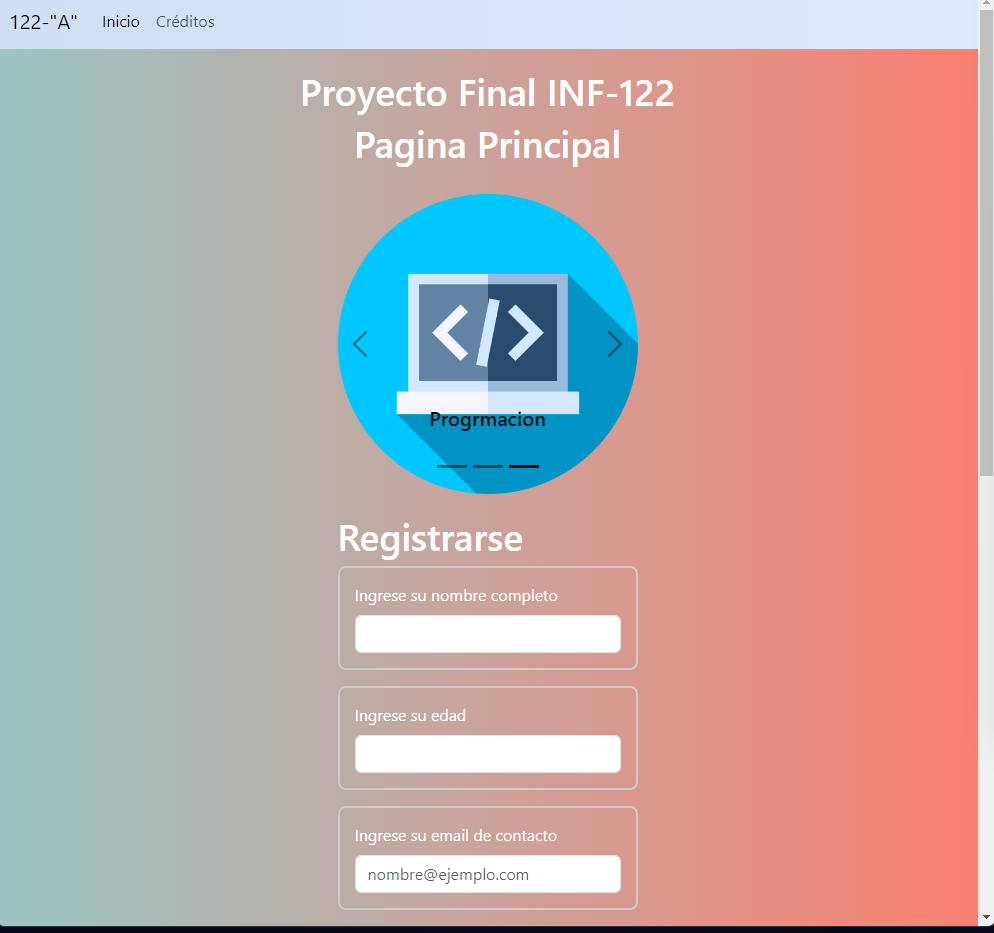 122-"A" Inicio Créditos
Proyecto Final INF-122
Pagina Principal
</>
Progrmacion
Registrarse
Ingrese su nombre completo
Ingrese su edad
Ingrese su email de contacto
nombre@ejemplo.com